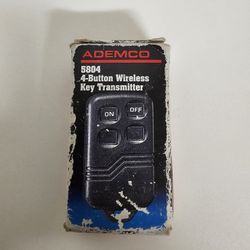 ADEMCO
5804
4-Button Wireless
Key Transmitter
ON OFF